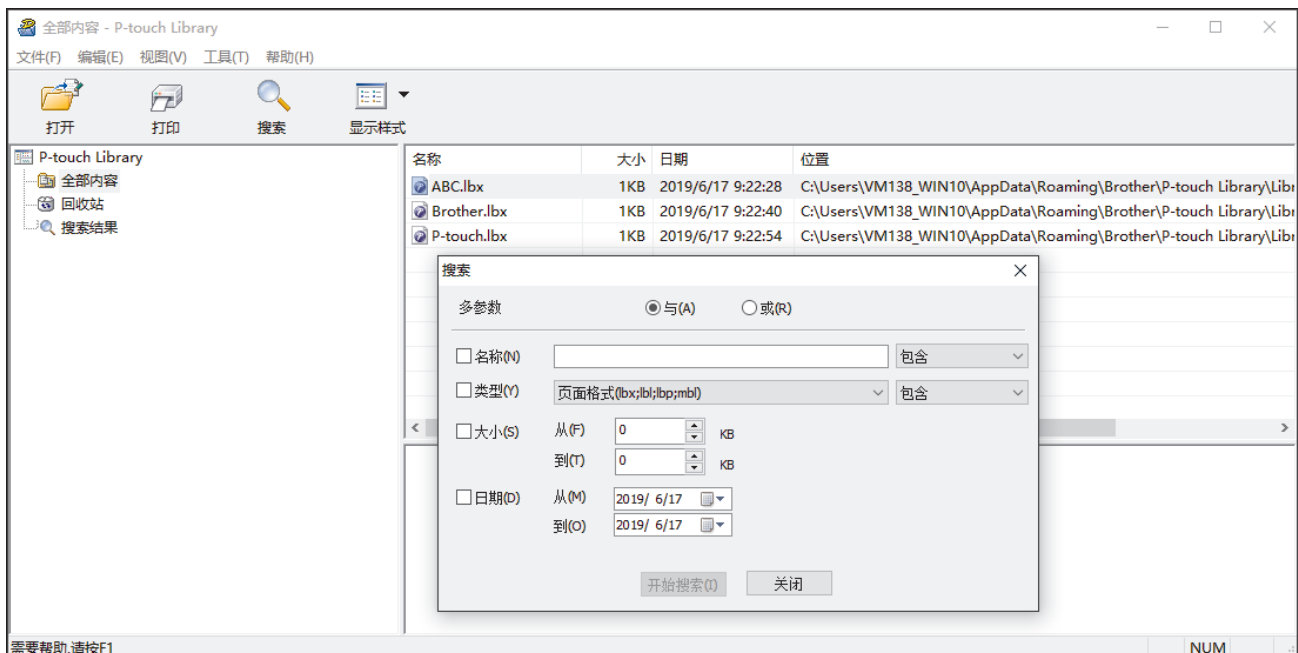 全部内容 - P-touch Library
文件(F) 编辑(E) 视图(V) 工具(T) 帮助(H)
打开 打印 搜索 显示样式
P-touch Library
全部内容
回收站
搜索结果
名称 大小 日期 位置
ABC.lbx 1KB 2019/6/17 9:22:28 C:\Users\VM138_WIN10\AppData\Roaming\Brother\P-touch Library\Libr
Brother.lbx 1KB 2019/6/17 9:22:40 C:\Users\VM138_WIN10\AppData\Roaming\Brother\P-touch Library\Libr
P-touch.lbx 1KB 2019/6/17 9:22:54 C:\Users\VM138_WIN10\AppData\Roaming\Brother\P-touch Library\Libr
搜索
多参数 与(A) 或(R)
名称(N) 包含
类型(Y) 页面格式(lbx;lbl;lbp;mbl) 包含
大小(S) 从(F) 0 KB
到(T) 0 KB
日期(D) 从(M) 2019/ 6/17
到(O) 2019/ 6/17
开始搜索(I) 关闭
需要帮助,请按F1 NUM